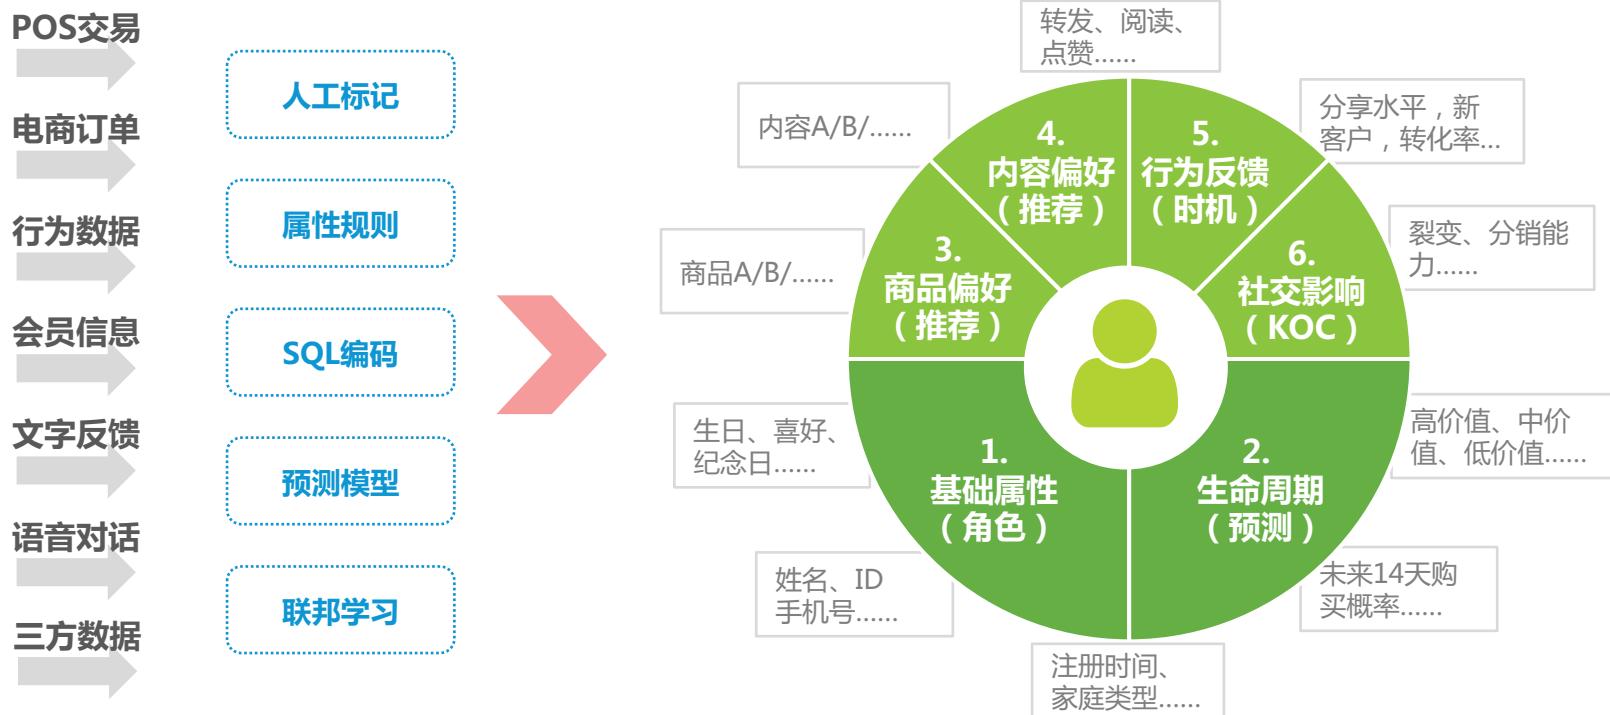 POS交易
电商订单
行为数据
会员信息
文字反馈
语音对话
三方数据
人工标记
属性规则
SQL编码
预测模型
联邦学习
转发、阅读、
点赞......
内容A/B/......
分享水平，新
客户，转化率...
商品A/B/......
裂变、分销能
力......
生日、喜好、
纪念日......
高价值、中价
值、低价值......
姓名、ID
手机号......
未来14天购
买概率......
注册时间、
家庭类型......
1.
基础属性
（角色）
2.
生命周期
（预测）
3.
商品偏好
（推荐）
4.
内容偏好
（推荐）
5.
行为反馈
（时机）
6.
社交影响
（KOC）